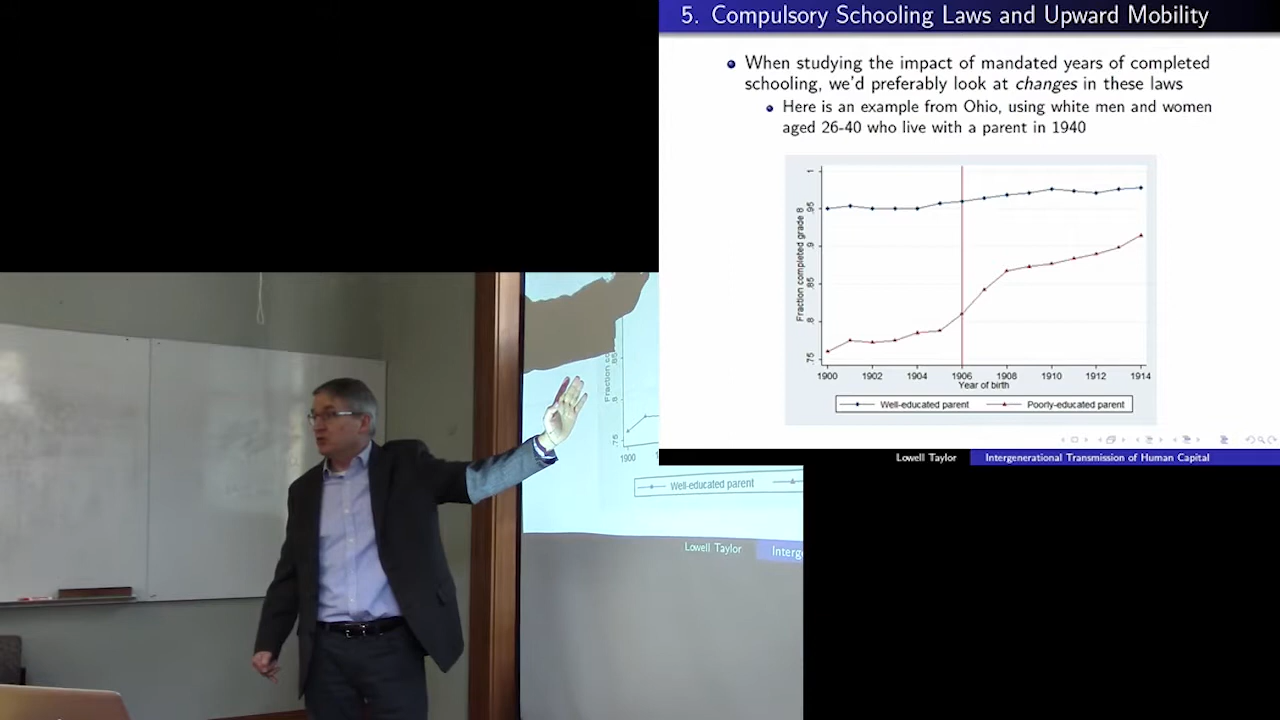 5. Compulsory Schooling Laws and Upward Mobility
When studying the impact of mandated years of completed
schooling, we'd preferably look at changes in these laws
Here is an example from Ohio, using white men and women
aged 26-40 who live with a parent in 1940
Fraction completed grade 8
1
.95
.9
.85
.8
.75
1900 1902 1904 1906 1908 1910 1912 1914
Year of birth
Well-educated parent Poorly-educated parent
Lowell Taylor Intergenerational Transmission of Human Capital
.85
.8
.75
1900
Well-educated parent
Lowell Taylor